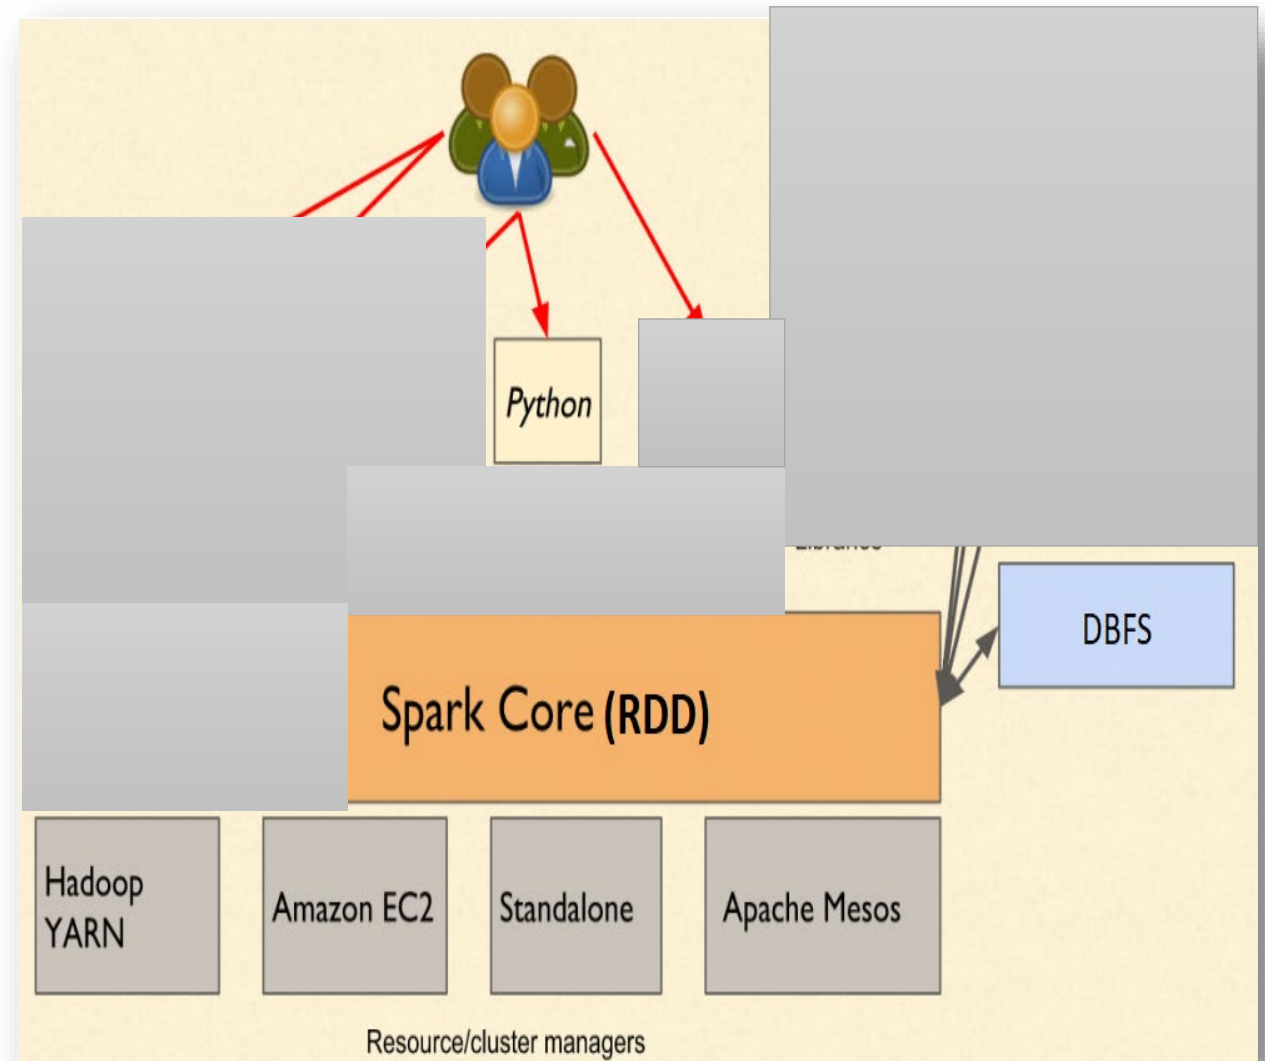 Python
DBFS
Spark Core (RDD)
Hadoop
YARN
Amazon EC2
Standalone
Apache Mesos
Resource/cluster managers